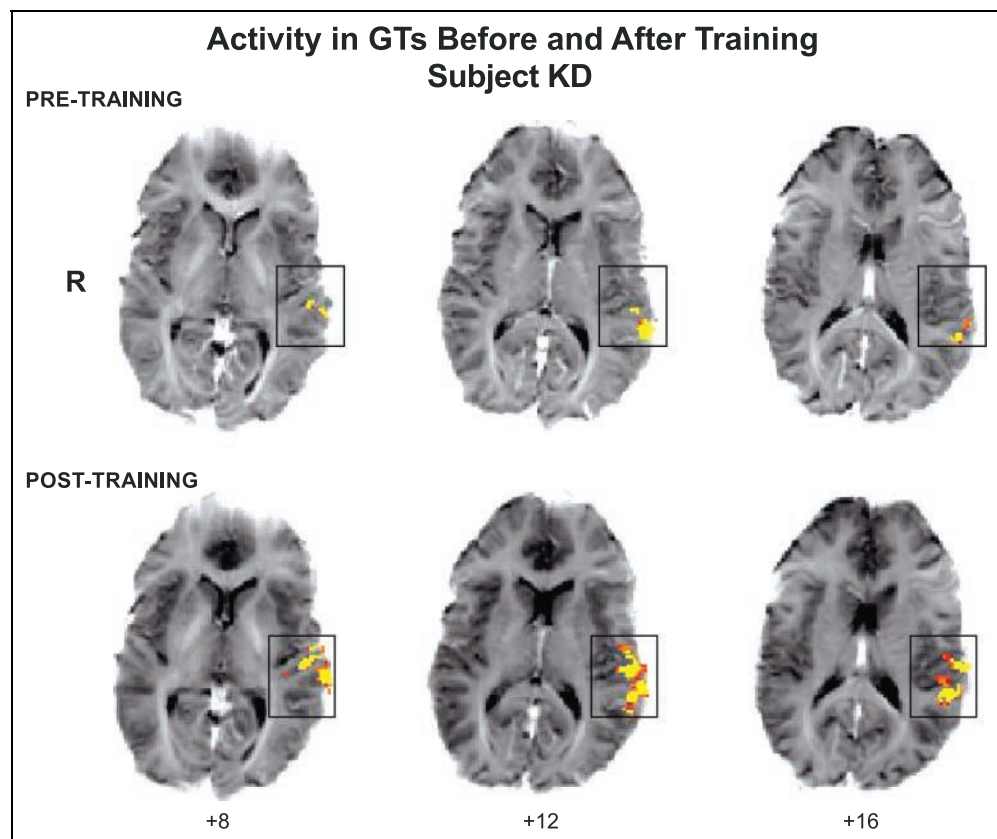 Activity in GTs Before and After Training
Subject KD
PRE-TRAINING
R
POST-TRAINING
+8
+12
+16